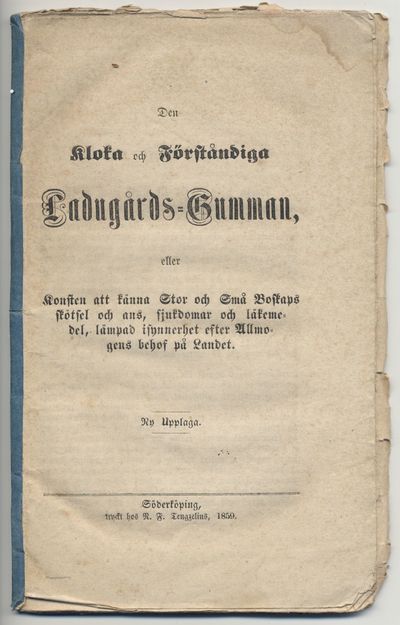 Den
Kloka och Förståndiga
Ladugårds=Gumman,
eller
Konsten att känna Stor och Små Boskaps
skötsel och ans, sjukdomar och läkeme-
del, lämpad isynnerhet efter Allmo-
gens behof på Landet.
Ny Upplaga.
Söderköping,
tryckt hos N. F. Tengzelius, 1859.